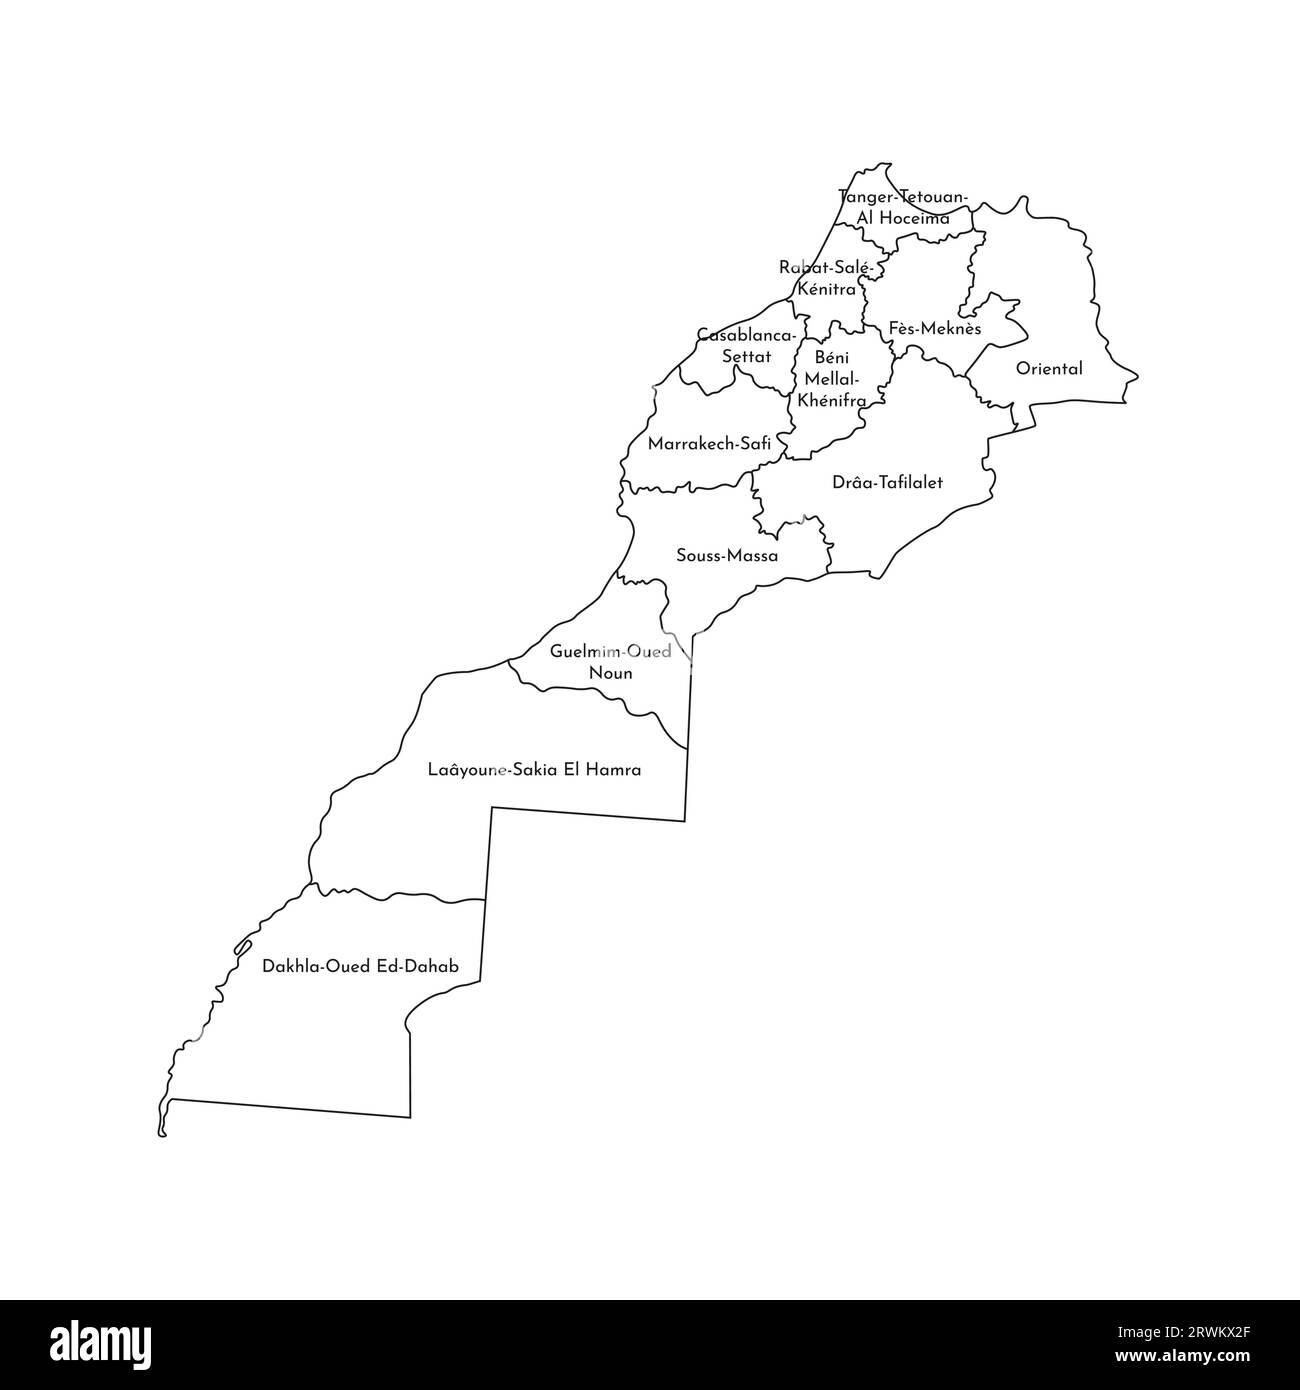 Tanger-Tetouan-
Al Hoceima
Rabat-Salé-
Kénitra
Casablanca-
Settat
Béni
Mellal-
Khénifra
Fès-Meknès
Oriental
Marrakech-Safi
Drâa-Tafilalet
Souss-Massa
Guelmim-Oued
Noun
Laâyoune-Sakia El Hamra
Dakhla-Oued Ed-Dahab
alamy
Image ID: 2RWKX2F
www.alamy.com